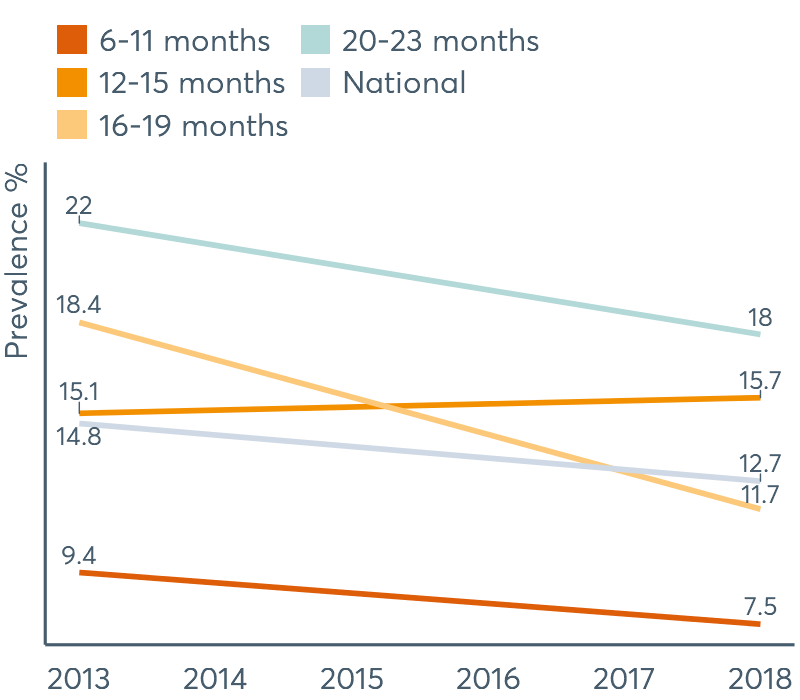 6-11 months
20-23 months
12-15 months
National
16-19 months
Prevalence %
22
18.4
18
15.1
15.7
14.8
12.7
11.7
9.4
7.5
2013 2014 2015 2016 2017 2018